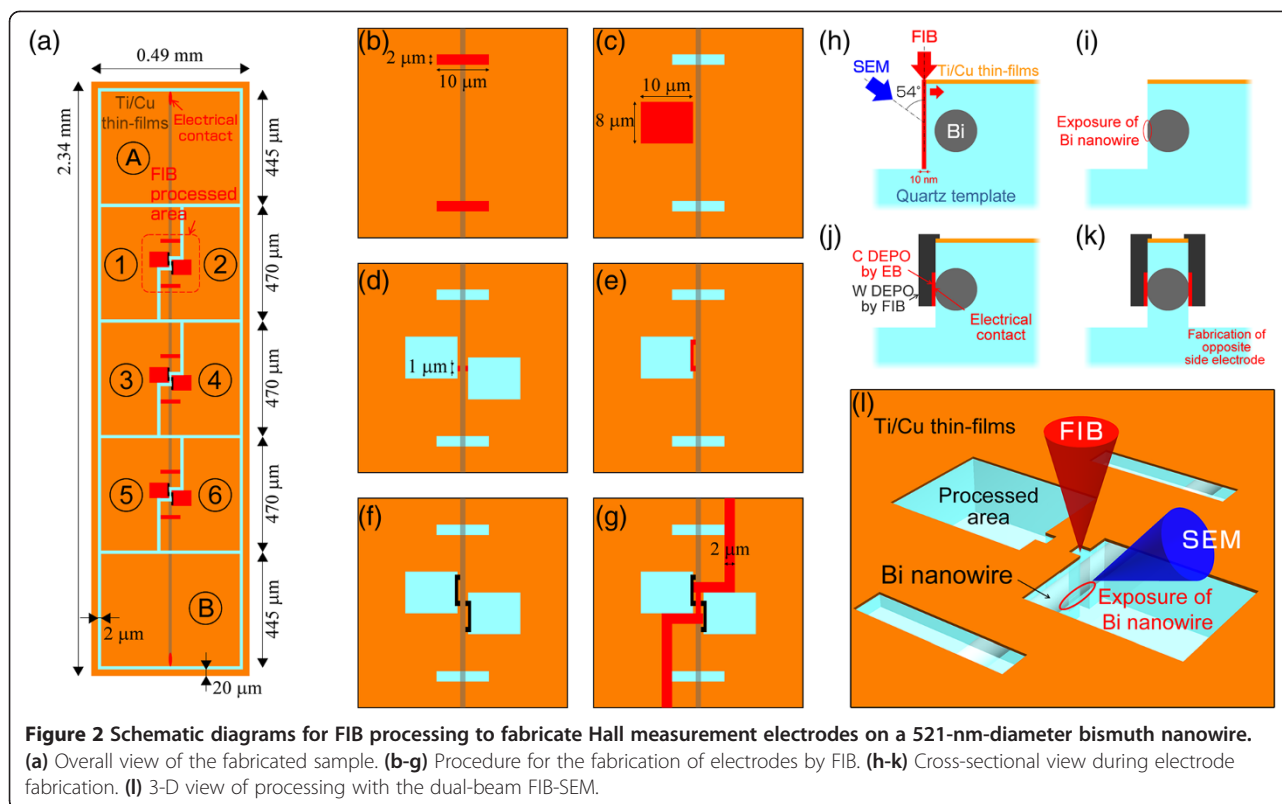 (a)
0.49 mm
2.34 mm
Ti/Cu
thin-films
Electrical
contact
A
FIB
processed
area
445 μm
1
2
470 μm
3
4
470 μm
5
6
470 μm
B
445 μm
2 μm
20 μm
(b)
2 μm
10 μm
(c)
10 μm
8 μm
(d)
1 μm
(e)
(f)
(g)
2 μm
(h)
FIB
SEM
Ti/Cu thin-films
54°
Bi
10 nm
Quartz template
(i)
Exposure of
Bi nanowire
(j)
C DEPO
by EB
W DEPO
by FIB
Electrical
contact
(k)
Fabrication of
opposite
side electrode
(l)
Ti/Cu thin-films
FIB
Processed
area
SEM
Bi nanowire
Exposure of
Bi nanowire
Figure 2 Schematic diagrams for FIB processing to fabricate Hall measurement electrodes on a 521-nm-diameter bismuth nanowire.
(a) Overall view of the fabricated sample. (b-g) Procedure for the fabrication of electrodes by FIB. (h-k) Cross-sectional view during electrode
fabrication. (l) 3-D view of processing with the dual-beam FIB-SEM.